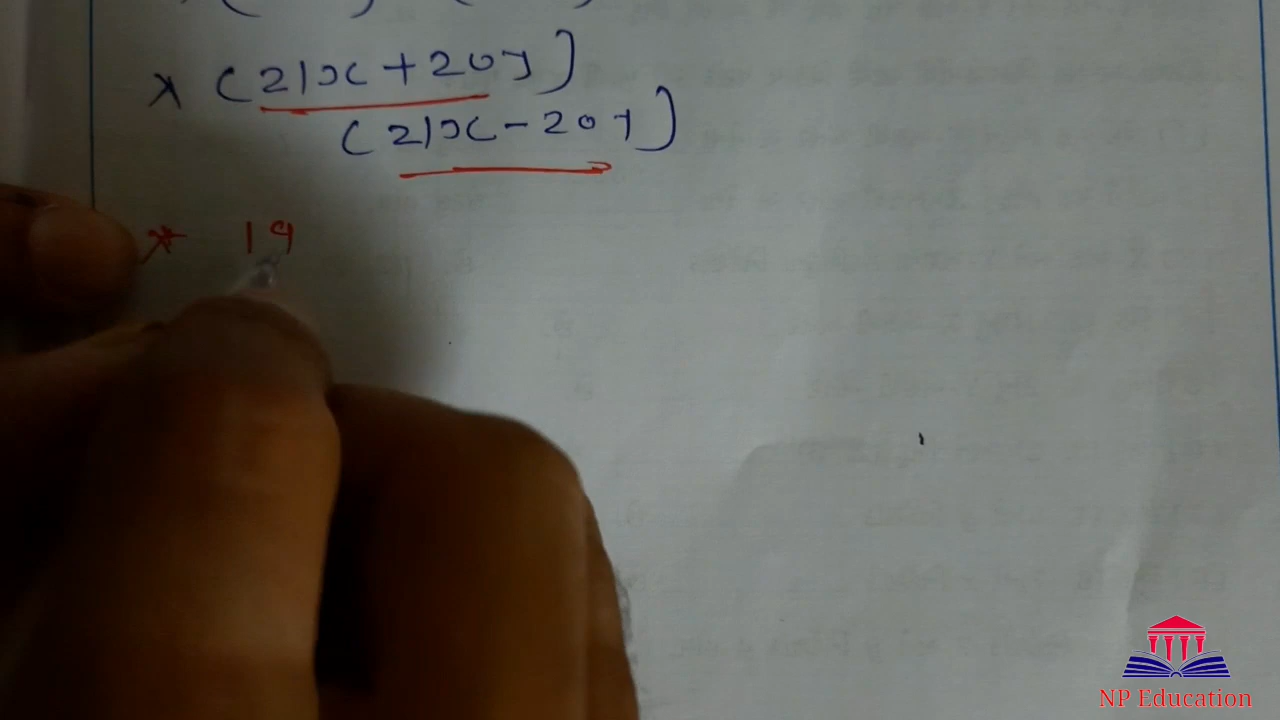 x (21x + 20y)
(21x - 20y)
* 19
NP Education